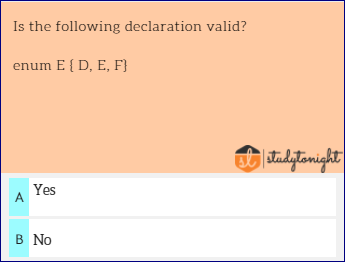 Is the following declaration valid?
enum E { D, E, F}
st studytonight
A Yes
B No